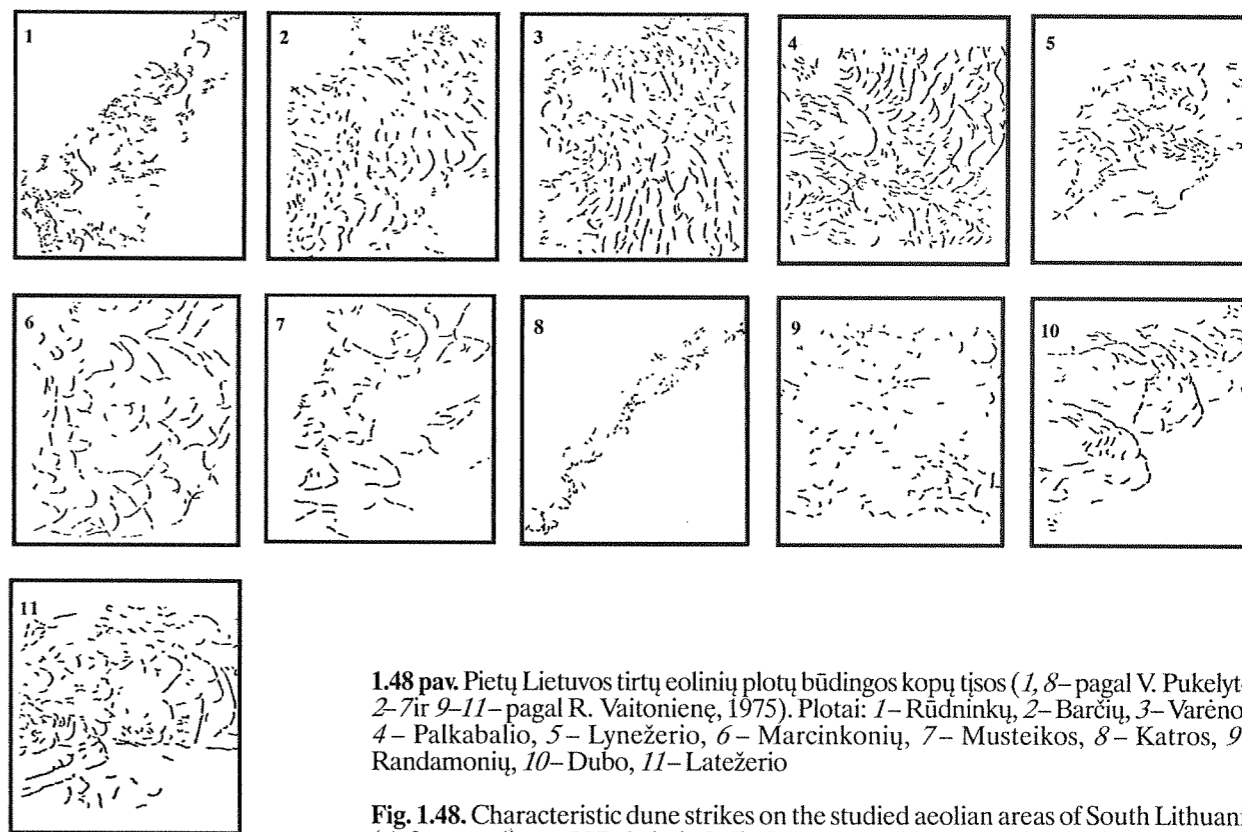 1
2
3
4
5
6
7
8
9
10
11
1.48 pav. Pietų Lietuvos tirtų eolinių plotų būdingos kopų tįsos (1, 8– pagal V. Pukelyt
2–7 ir 9–11– pagal R. Vaitonienę, 1975). Plotai: 1– Rūdninkų, 2– Barčių, 3– Varėno
4 – Palkabalio, 5 – Lynežerio, 6 – Marcinkonių, 7 – Musteikos, 8 – Katros, 9
Randamonių, 10– Dubo, 11– Latežerio
Fig. 1.48. Characteristic dune strikes on the studied aeolian areas of South Lithuani